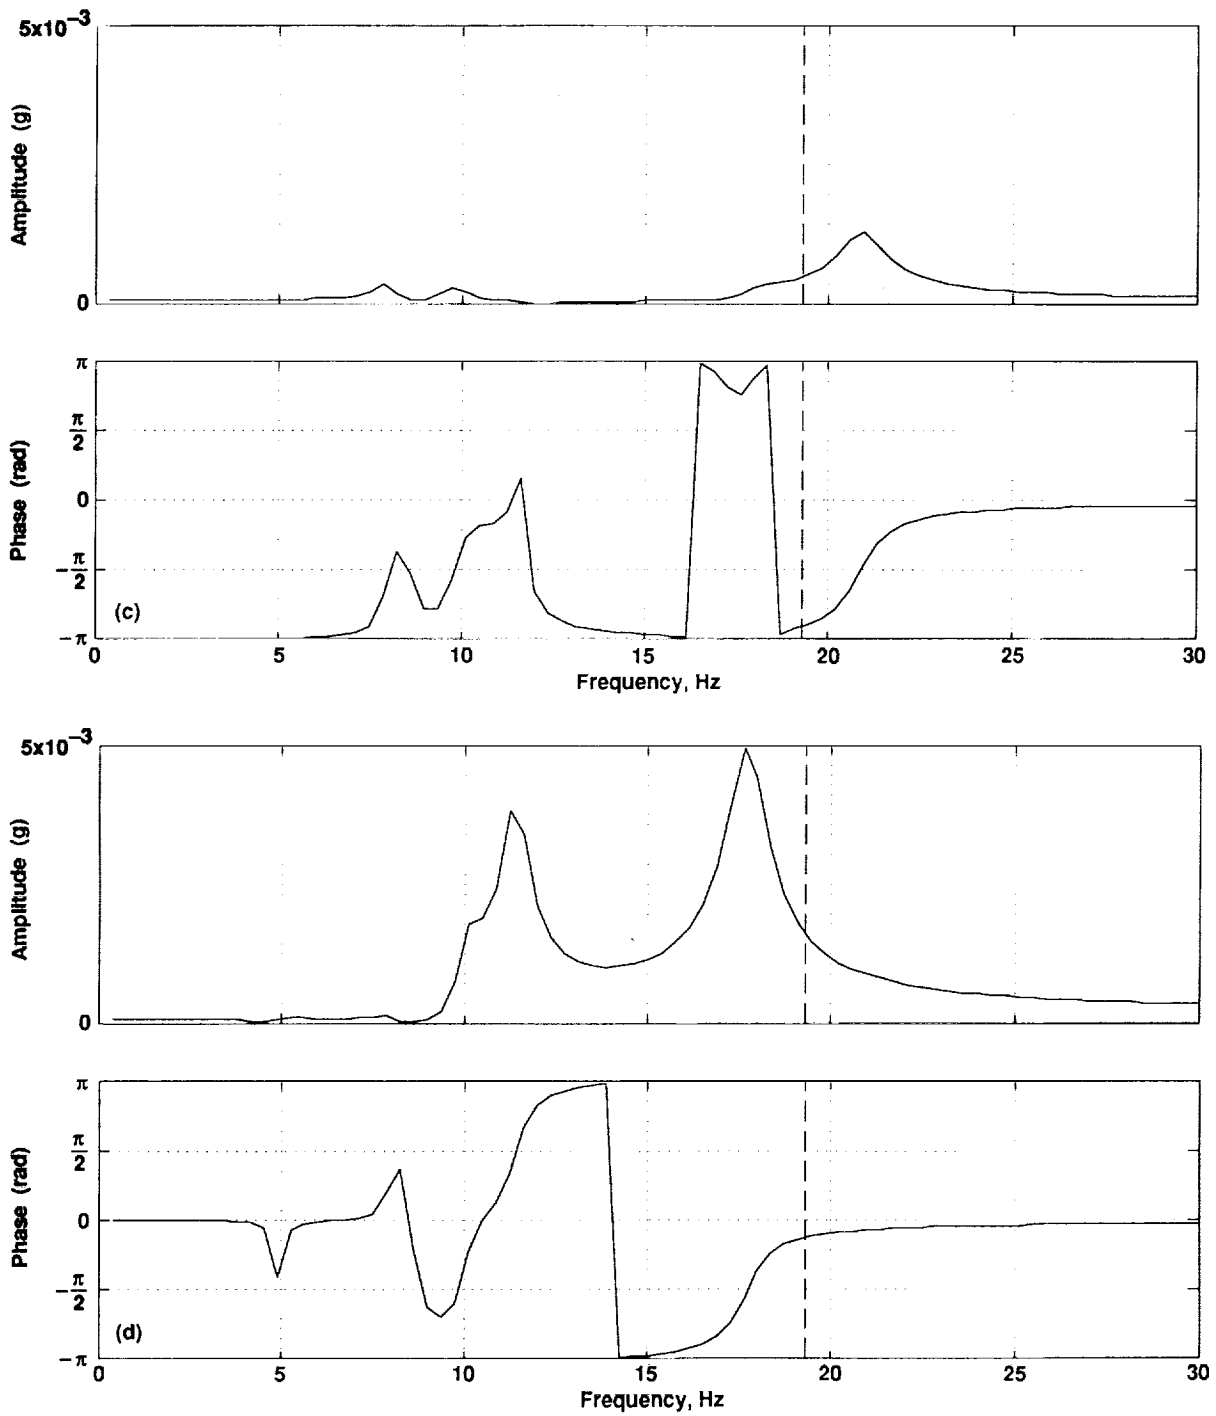 5x10⁻³
Amplitude (g)
0
π
π/2
0
Phase (rad)
-π/2
(c)
-π
0 5 10 15 20 25 30
Frequency, Hz
5x10⁻³
Amplitude (g)
0
π
π/2
0
Phase (rad)
-π/2
(d)
-π
0 5 10 15 20 25 30
Frequency, Hz